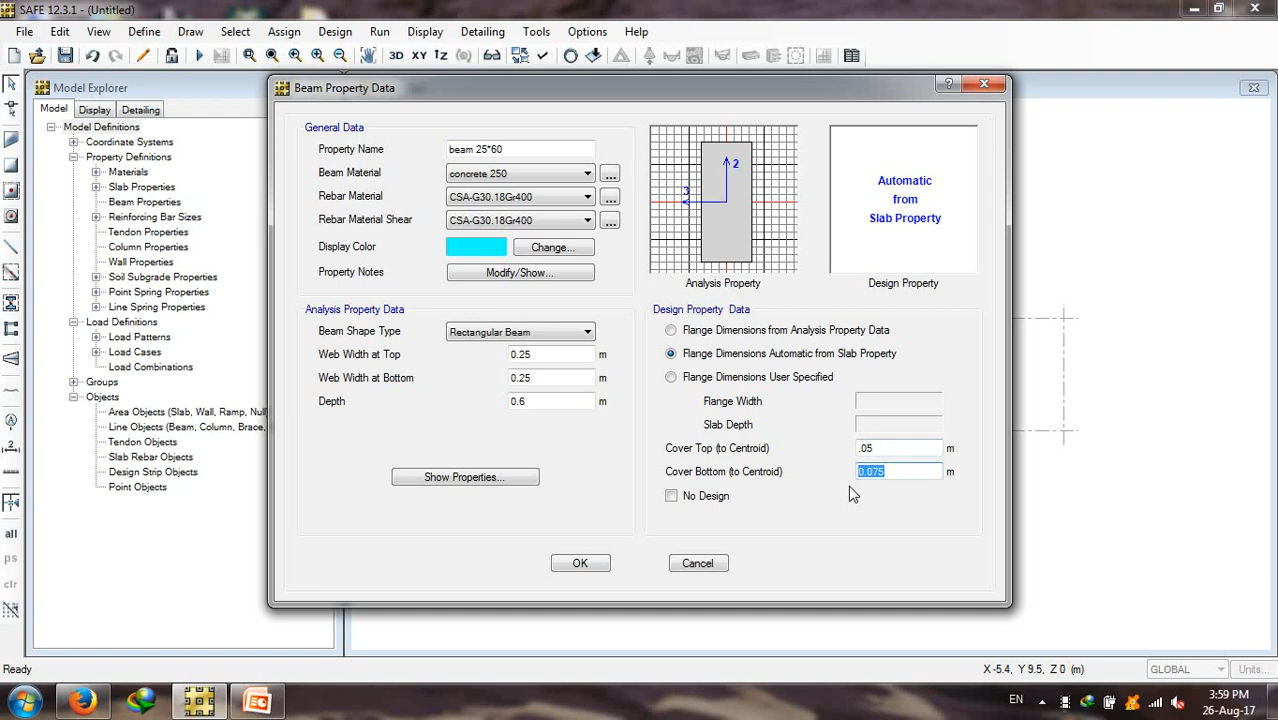 SAFE 12.3.1 - (Untitled)
File Edit View Define Draw Select Assign Design Run Display Detailing Tools Options Help
3D XY
Model Explorer
Model Display Detailing
Model Definitions
Coordinate Systems
Property Definitions
Materials
Slab Properties
Beam Properties
Reinforcing Bar Sizes
Tendon Properties
Column Properties
Wall Properties
Soil Subgrade Properties
Point Spring Properties
Line Spring Properties
Load Definitions
Load Patterns
Load Cases
Load Combinations
Groups
Objects
Area Objects (Slab, Wall, Ramp, Null
Line Objects (Beam, Column, Brace,
Tendon Objects
Slab Rebar Objects
Design Strip Objects
Point Objects
all
ps
clr
Beam Property Data
General Data
Property Name beam 25*60
Beam Material concrete 250 ...
Rebar Material CSA-G30.18Gr400 ...
Rebar Material Shear CSA-G30.18Gr400 ...
Display Color Change...
Property Notes Modify/Show...
2
3
Analysis Property
Automatic
from
Slab Property
Design Property
Analysis Property Data
Beam Shape Type Rectangular Beam
Web Width at Top 0.25 m
Web Width at Bottom 0.25 m
Depth 0.6 m
Show Properties...
Design Property Data
Flange Dimensions from Analysis Property Data
Flange Dimensions Automatic from Slab Property
Flange Dimensions User Specified
Flange Width
Slab Depth
Cover Top (to Centroid) .05 m
Cover Bottom (to Centroid) 0.075 m
No Design
OK Cancel
Ready X -5.4, Y 9.5, Z 0 (m) GLOBAL Units...
EN 3:59 PM
26-Aug-17